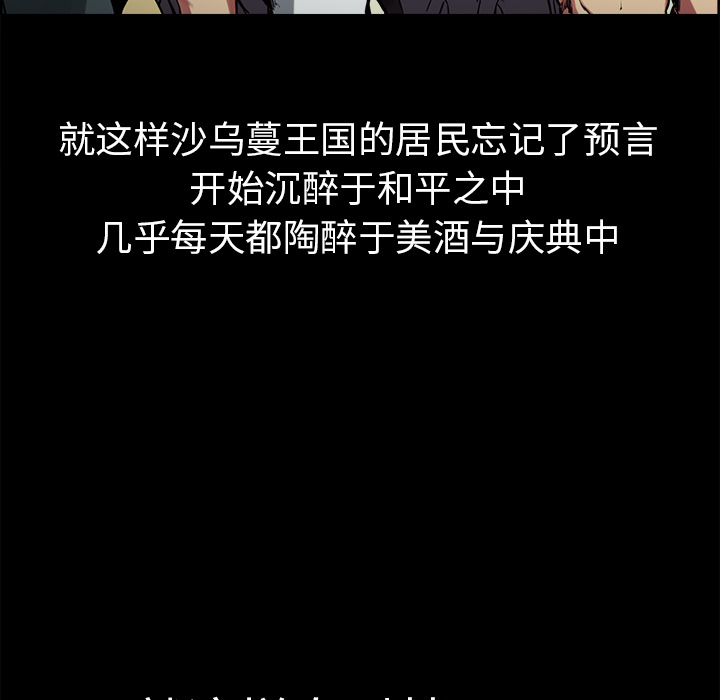 就这样沙乌蔓王国的居民忘记了预言
开始沉醉于和平之中
几乎每天都陶醉于美酒与庆典中